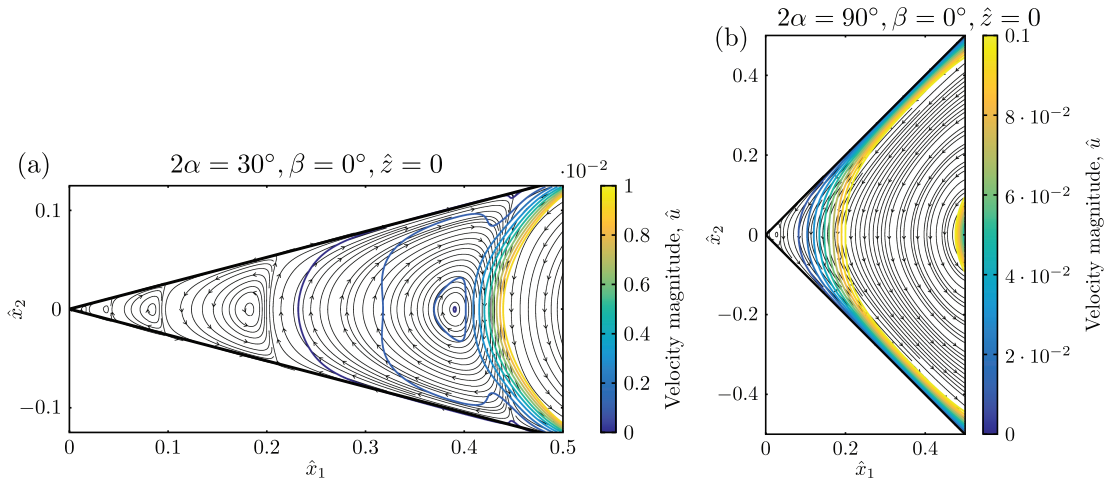 (a)
2α = 30°, β = 0°, ẑ = 0
·10⁻²
0.1
0
−0.1
x̂₂
0
0.1
0.2
0.3
0.4
0.5
x̂₁
1
0.8
0.6
0.4
0.2
0
Velocity magnitude, û
(b)
2α = 90°, β = 0°, ẑ = 0
0.4
0.2
0
−0.2
−0.4
x̂₂
0
0.2
0.4
x̂₁
0.1
8 · 10⁻²
6 · 10⁻²
4 · 10⁻²
2 · 10⁻²
0
Velocity magnitude, û